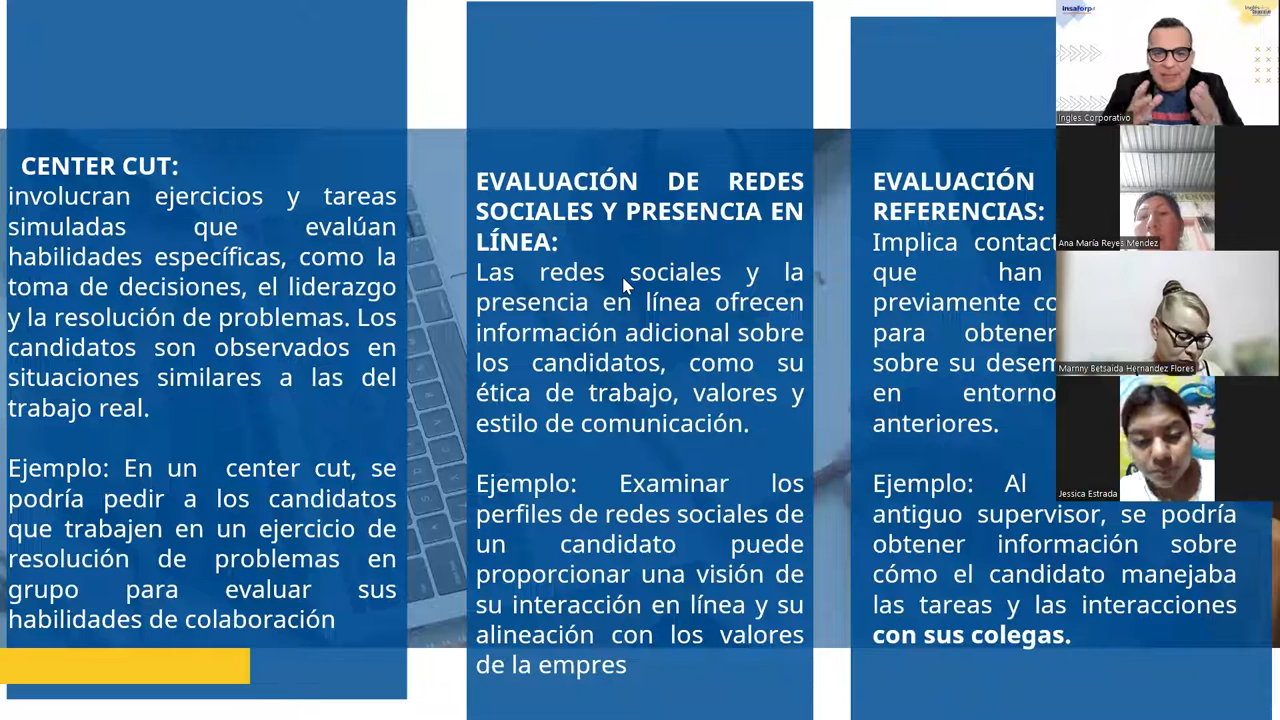 CENTER CUT:
involucran ejercicios y tareas
simuladas que evalúan
habilidades específicas, como la
toma de decisiones, el liderazgo
y la resolución de problemas. Los
candidatos son observados en
situaciones similares a las del
trabajo real.
Ejemplo: En un center cut, se
podría pedir a los candidatos
que trabajen en un ejercicio de
resolución de problemas en
grupo para evaluar sus
habilidades de colaboración
EVALUACIÓN DE REDES
SOCIALES Y PRESENCIA EN
LÍNEA:
Las redes sociales y la
presencia en línea ofrecen
información adicional sobre
los candidatos, como su
ética de trabajo, valores y
estilo de comunicación.
Ejemplo: Examinar los
perfiles de redes sociales de
un candidato puede
proporcionar una visión de
su interacción en línea y su
alineación con los valores
de la empres
EVALUACIÓN
REFERENCIAS:
Implica
que han
previamente
para obtener
sobre su
en
anteriores.
Ejemplo: Al
antiguo supervisor, se podría
obtener información sobre
cómo el candidato manejaba
las tareas y las interacciones
con sus colegas.
insaforp
Ingles Corporativo
Ana María Reyes Mendez
Marnny Betsaida Hernandez Flores
Jessica Estrada